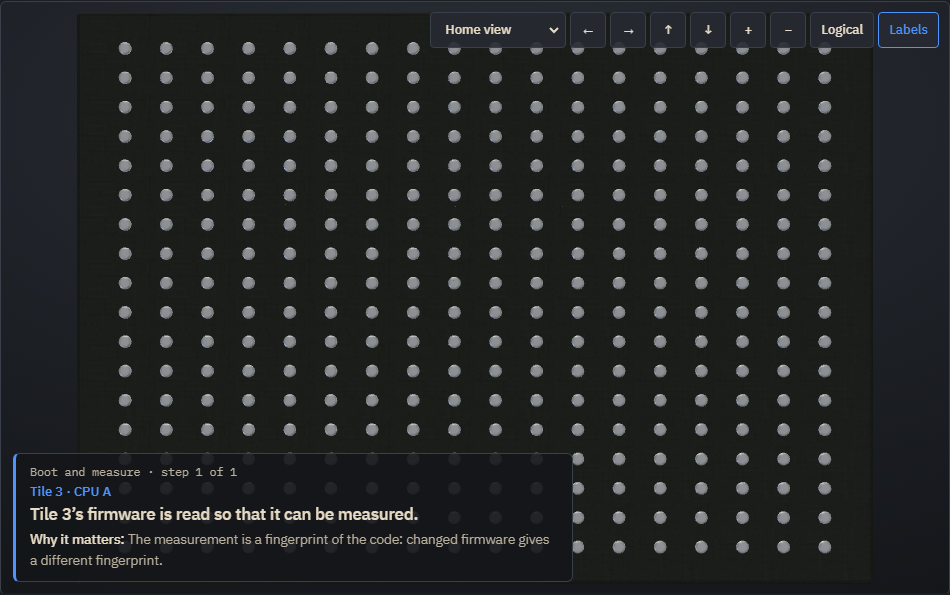 Home view ← → ↑ ↓ + − Logical Labels
Boot and measure · step 1 of 1
Tile 3 · CPU A
Tile 3’s firmware is read so that it can be measured.
Why it matters: The measurement is a fingerprint of the code: changed firmware gives
a different fingerprint.